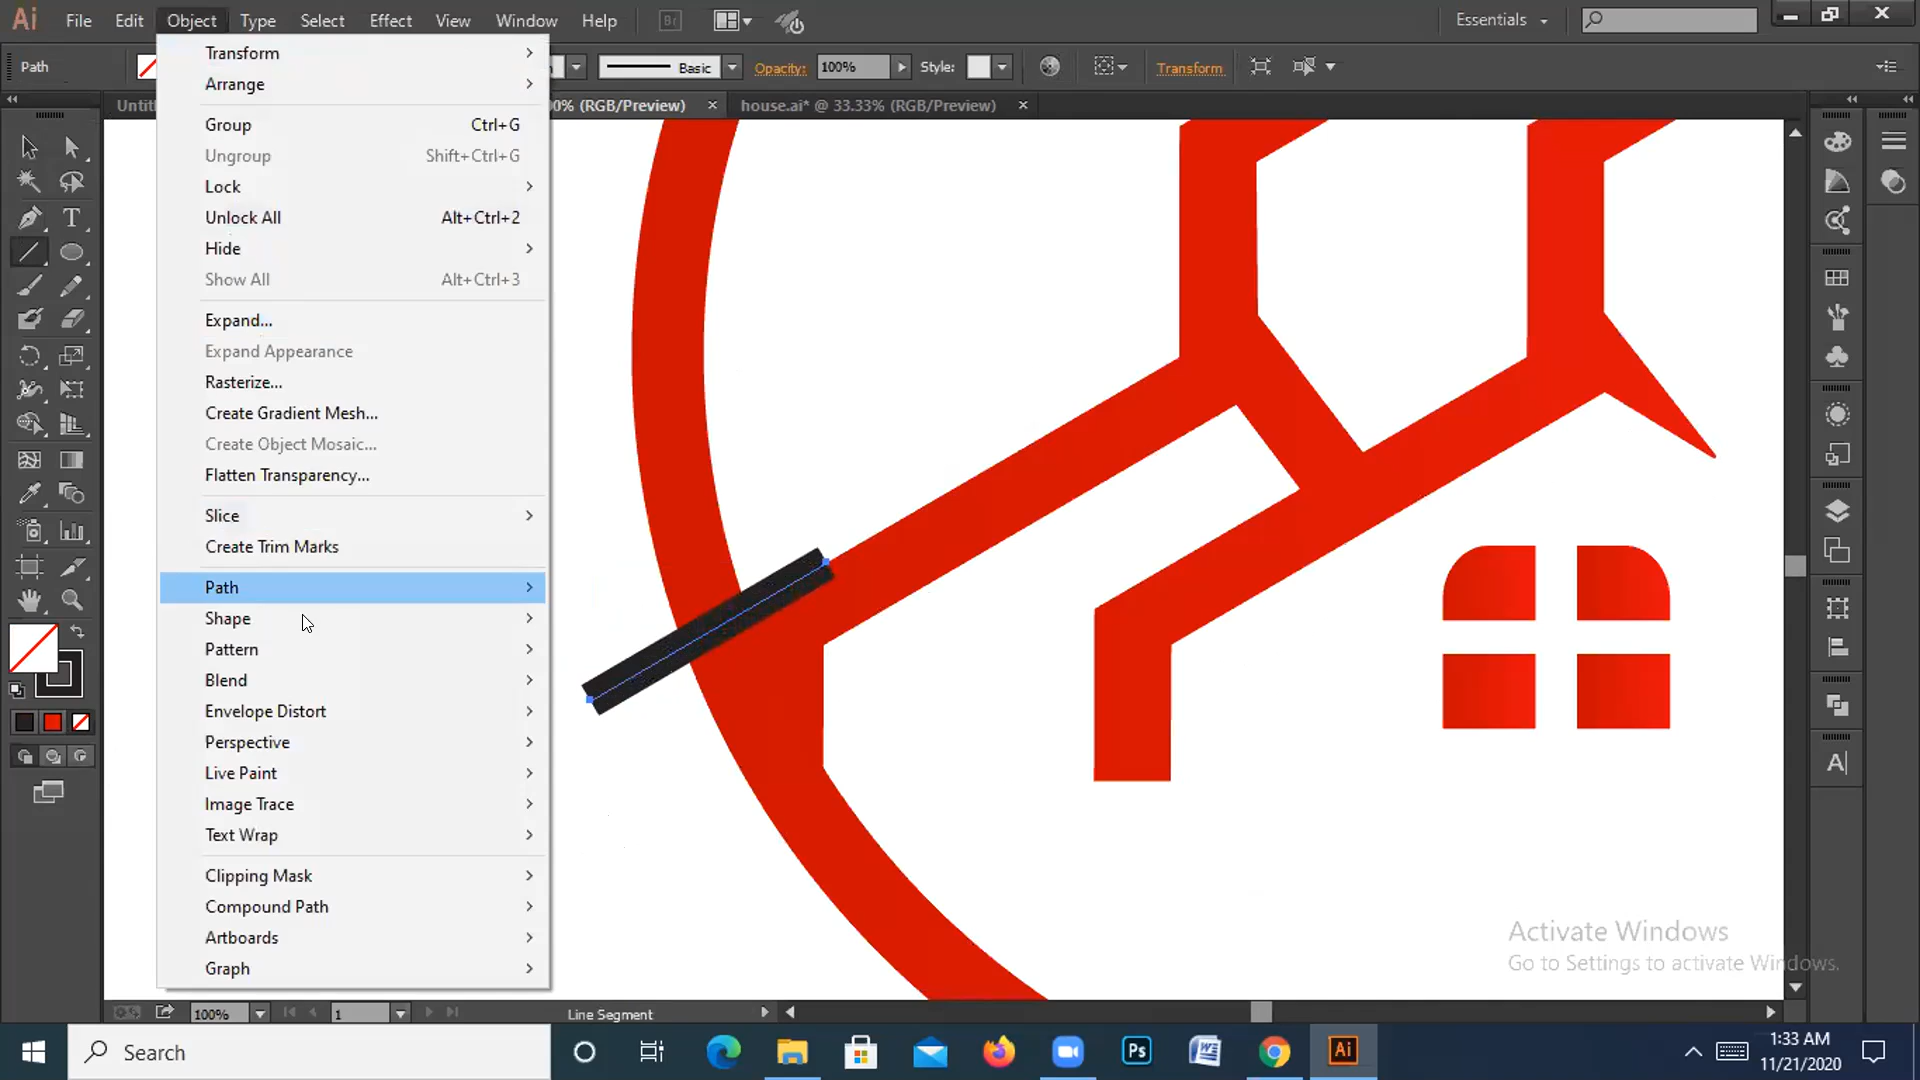 Ai File Edit Object Type Select Effect View Window Help Br Essentials
Path Basic Opacity: 100% Style: Transform
00% (RGB/Preview) × house.ai* @ 33.33% (RGB/Preview) ×
Transform
Arrange
Group Ctrl+G
Ungroup Shift+Ctrl+G
Lock
Unlock All Alt+Ctrl+2
Hide
Show All Alt+Ctrl+3
Expand...
Expand Appearance
Rasterize...
Create Gradient Mesh...
Create Object Mosaic...
Flatten Transparency...
Slice
Create Trim Marks
Path
Shape
Pattern
Blend
Envelope Distort
Perspective
Live Paint
Image Trace
Text Wrap
Clipping Mask
Compound Path
Artboards
Graph
Activate Windows
Go to Settings to activate Windows.
100% 1 Line Segment
Search Ps Ai 1:33 AM
11/21/2020